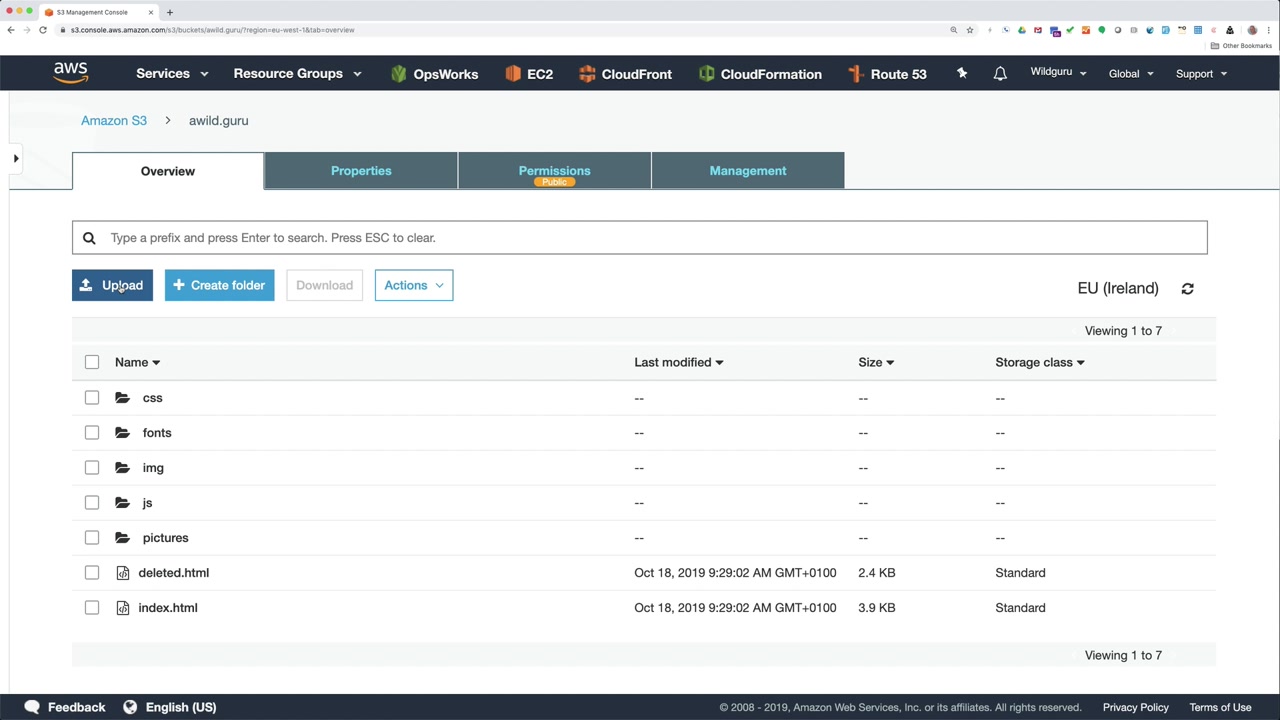 S3 Management Console
s3.console.aws.amazon.com/s3/buckets/awild.guru/?region=eu-west-1&tab=overview
Other Bookmarks
aws Services Resource Groups OpsWorks EC2 CloudFront CloudFormation Route 53 Wildguru Global Support
Amazon S3 awild.guru
Overview Properties Permissions Management
Public
Type a prefix and press Enter to search. Press ESC to clear.
Upload Create folder Download Actions EU (Ireland)
Viewing 1 to 7
Name Last modified Size Storage class
css -- -- --
fonts -- -- --
img -- -- --
js -- -- --
pictures -- -- --
deleted.html Oct 18, 2019 9:29:02 AM GMT+0100 2.4 KB Standard
index.html Oct 18, 2019 9:29:02 AM GMT+0100 3.9 KB Standard
Viewing 1 to 7
Feedback English (US) © 2008 - 2019, Amazon Web Services, Inc. or its affiliates. All rights reserved. Privacy Policy Terms of Use